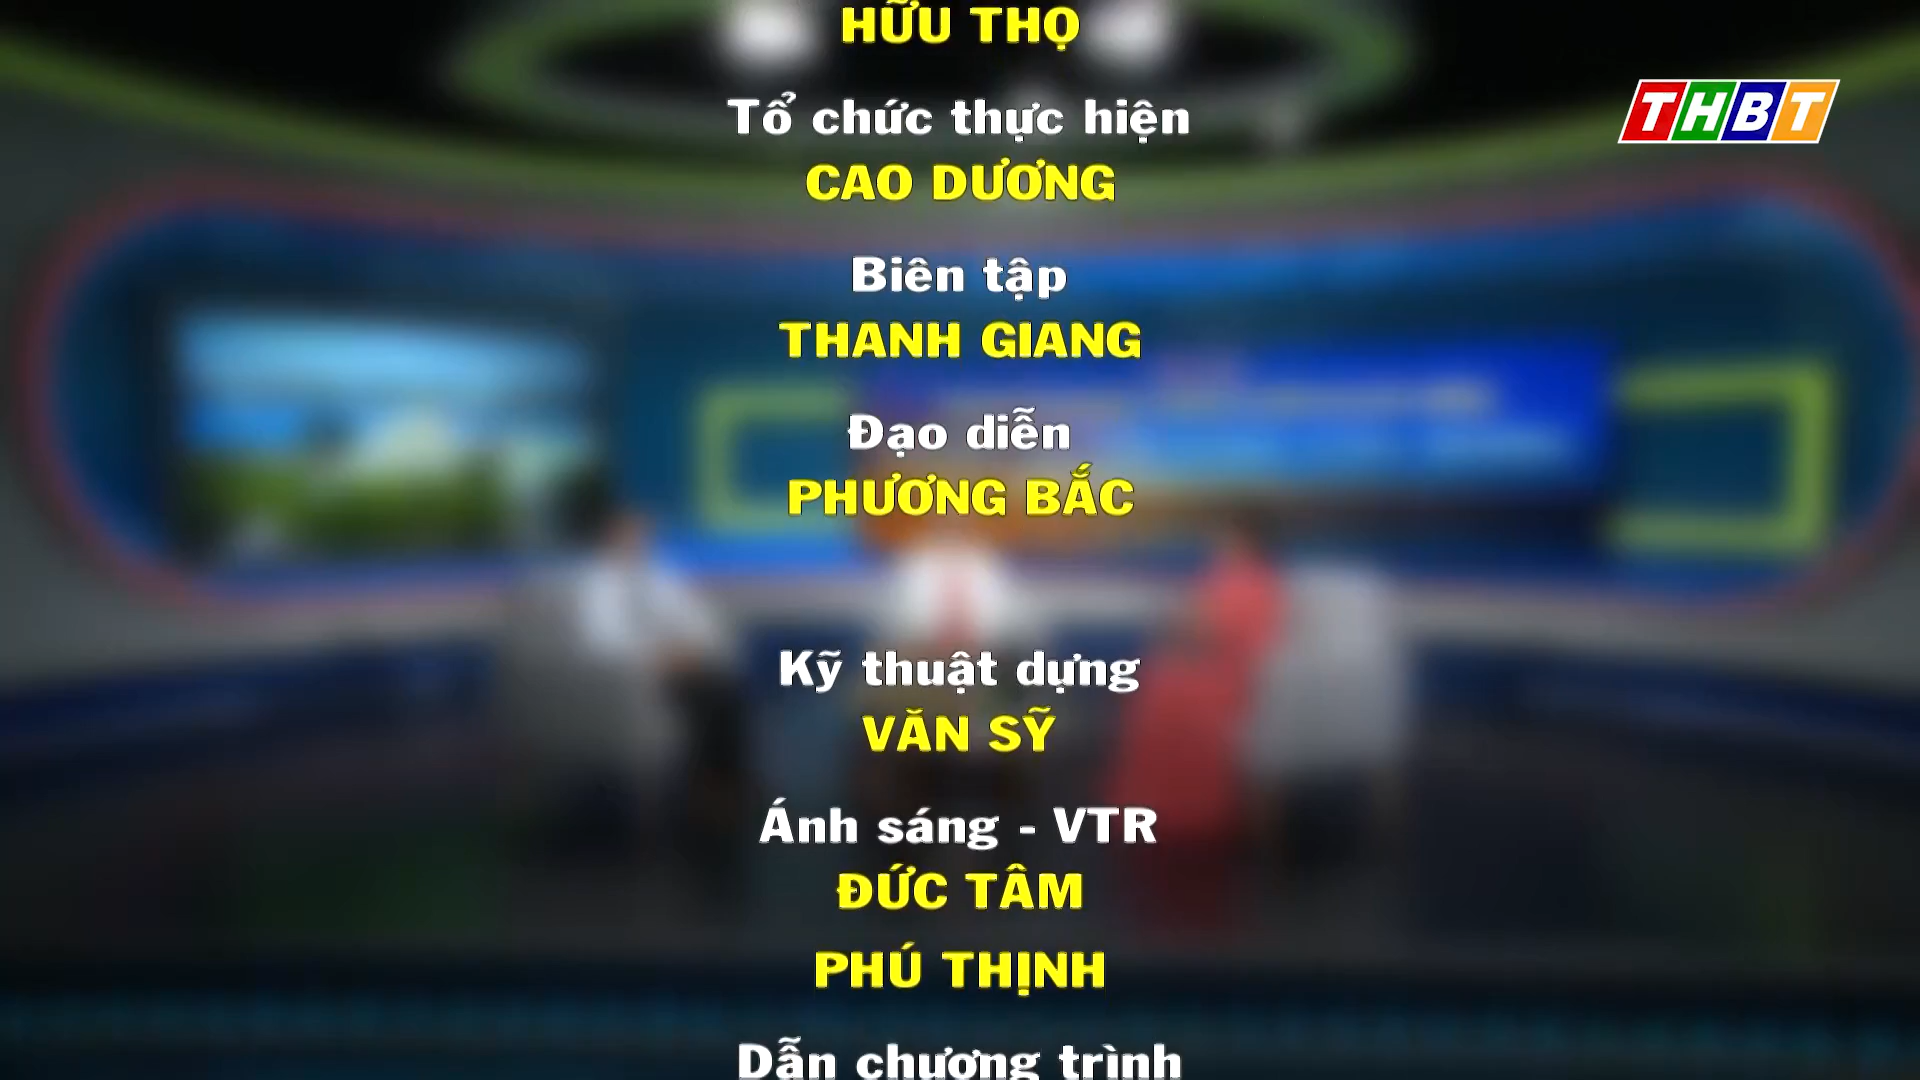 HỮU THỌ
Tổ chức thực hiện
THBT
CAO DƯƠNG
Biên tập
THANH GIANG
Đạo diễn
PHƯƠNG BẮC
Kỹ thuật dựng
VĂN SỸ
Ánh sáng - VTR
ĐỨC TÂM
PHÚ THỊNH
Dẫn chương trình